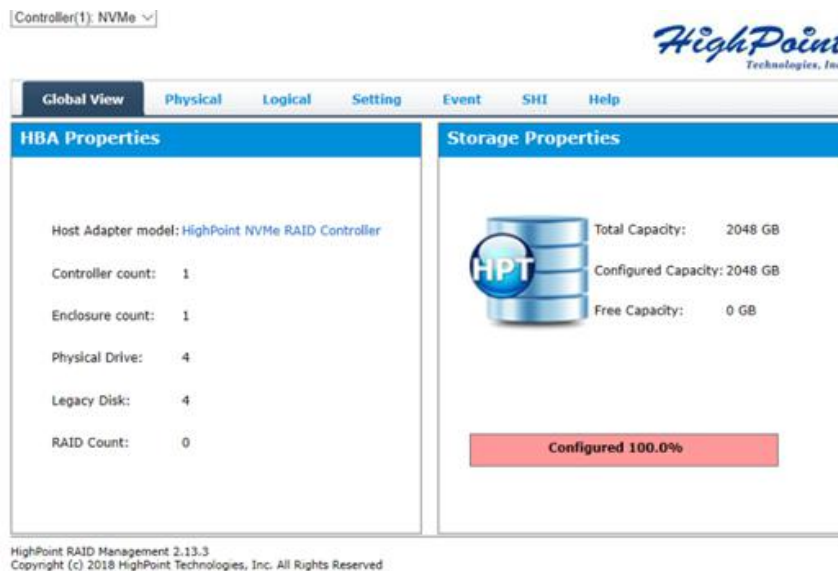 Controller(1): NVMe
HighPoint
Technologies, Inc
Global View Physical Logical Setting Event SHI Help
HBA Properties
Host Adapter model: HighPoint NVMe RAID Controller
Controller count: 1
Enclosure count: 1
Physical Drive: 4
Legacy Disk: 4
RAID Count: 0
Storage Properties
HPT
Total Capacity: 2048 GB
Configured Capacity: 2048 GB
Free Capacity: 0 GB
Configured 100.0%
HighPoint RAID Management 2.13.3
Copyright (c) 2018 HighPoint Technologies, Inc. All Rights Reserved